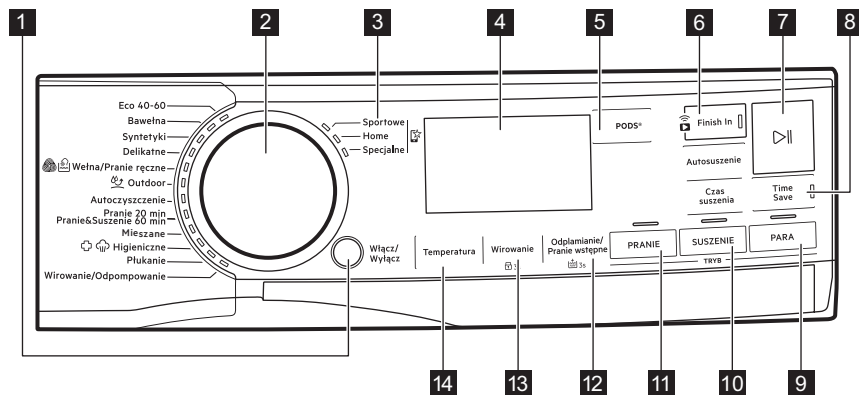 1
2
3
4
5
6
7
8
Eco 40-60
Bawełna
Syntetyki
Delikatne
Wełna/Pranie ręczne
Outdoor
Autoczyszczenie
Pranie 20 min
Pranie&Suszenie 60 min
Mieszane
Higieniczne
Płukanie
Wirowanie/Odpompowanie
Sportowe
Home
Specjalne
Włącz/
Wyłącz
Temperatura
Wirowanie
Odplamianie/
Pranie wstępne
3s
PODS®
Finish In
Autosuszenie
Czas
suszenia
Time
Save
PRANIE
SUSZENIE
PARA
TRYB
14
13
12
11
10
9